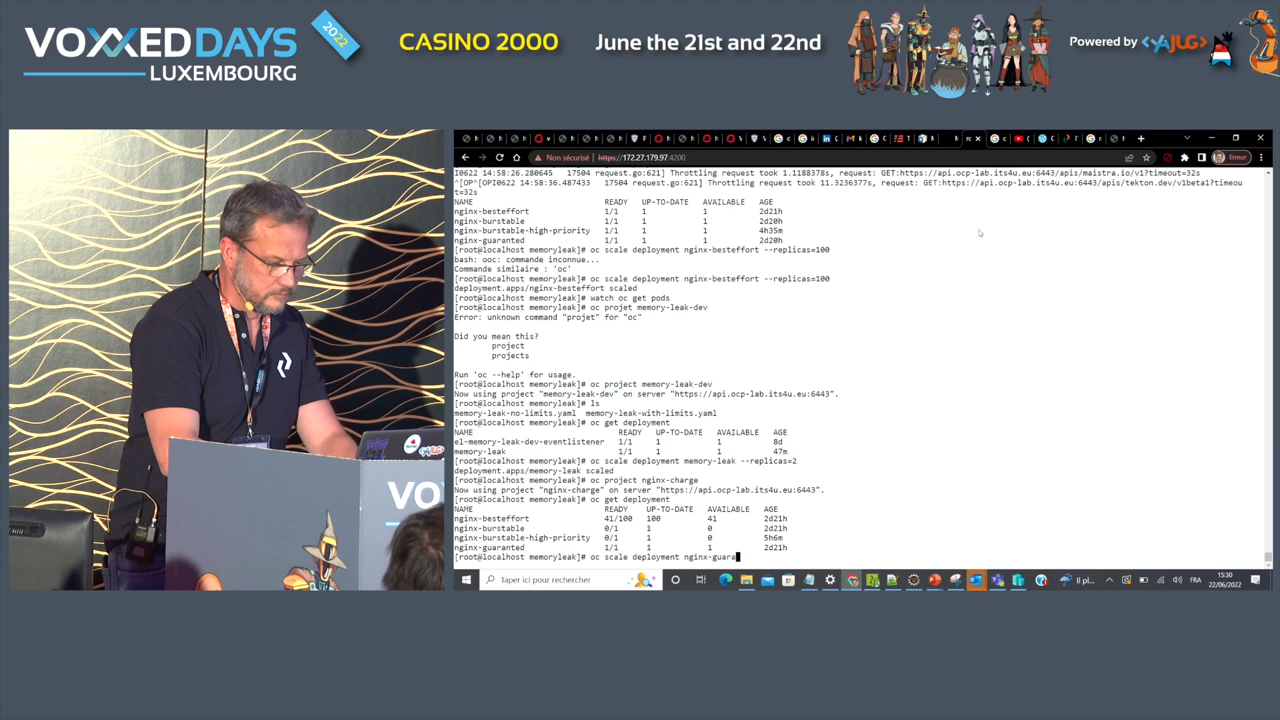 VOXXEDDAYS
LUXEMBOURG
2022
CASINO 2000
June the 21st and 22nd
Powered by <YAJUG>
Non sécurisé
https://172.27.179.97:4200
Erreur
I0622 14:58:26.280645   17504 request.go:621] Throttling request took 1.1188378s, request: GET:https://api.ocp-lab.its4u.eu:6443/apis/maistra.io/v1?timeout=32s
^[OP^[OPI0622 14:58:36.487433   17504 request.go:621] Throttling request took 11.3236377s, request: GET:https://api.ocp-lab.its4u.eu:6443/apis/tekton.dev/v1beta1?timeou
t=32s
NAME READY UP-TO-DATE AVAILABLE AGE
nginx-besteffort 1/1 1 1 2d21h
nginx-burstable 1/1 1 1 2d20h
nginx-burstable-high-priority 1/1 1 1 4h35m
nginx-guaranted 1/1 1 1 2d20h
[root@localhost memoryleak]# oc scale deployment nginx-besteffort --replicas=100
bash: ooc: commande inconnue...
Commande similaire : 'oc'
[root@localhost memoryleak]# oc scale deployment nginx-besteffort --replicas=100
deployment.apps/nginx-besteffort scaled
[root@localhost memoryleak]# watch oc get pods
[root@localhost memoryleak]# oc projet memory-leak-dev
Error: unknown command "projet" for "oc"
Did you mean this?
project
projects
Run 'oc --help' for usage.
[root@localhost memoryleak]# oc project memory-leak-dev
Now using project "memory-leak-dev" on server "https://api.ocp-lab.its4u.eu:6443".
[root@localhost memoryleak]# ls
memory-leak-no-limits.yaml  memory-leak-with-limits.yaml
[root@localhost memoryleak]# oc get deployment
NAME READY UP-TO-DATE AVAILABLE AGE
el-memory-leak-dev-eventlistener 1/1 1 1 8d
memory-leak 1/1 1 1 47m
[root@localhost memoryleak]# oc scale deployment memory-leak --replicas=2
deployment.apps/memory-leak scaled
[root@localhost memoryleak]# oc project nginx-charge
Now using project "nginx-charge" on server "https://api.ocp-lab.its4u.eu:6443".
[root@localhost memoryleak]# oc get deployment
NAME READY UP-TO-DATE AVAILABLE AGE
nginx-besteffort 41/100 100 41 2d21h
nginx-burstable 0/1 1 0 2d21h
nginx-burstable-high-priority 0/1 1 0 5h6m
nginx-guaranted 1/1 1 1 2d21h
[root@localhost memoryleak]# oc scale deployment nginx-guara
Taper ici pour rechercher
Il pl...
FRA
15:30
22/06/2022
VO